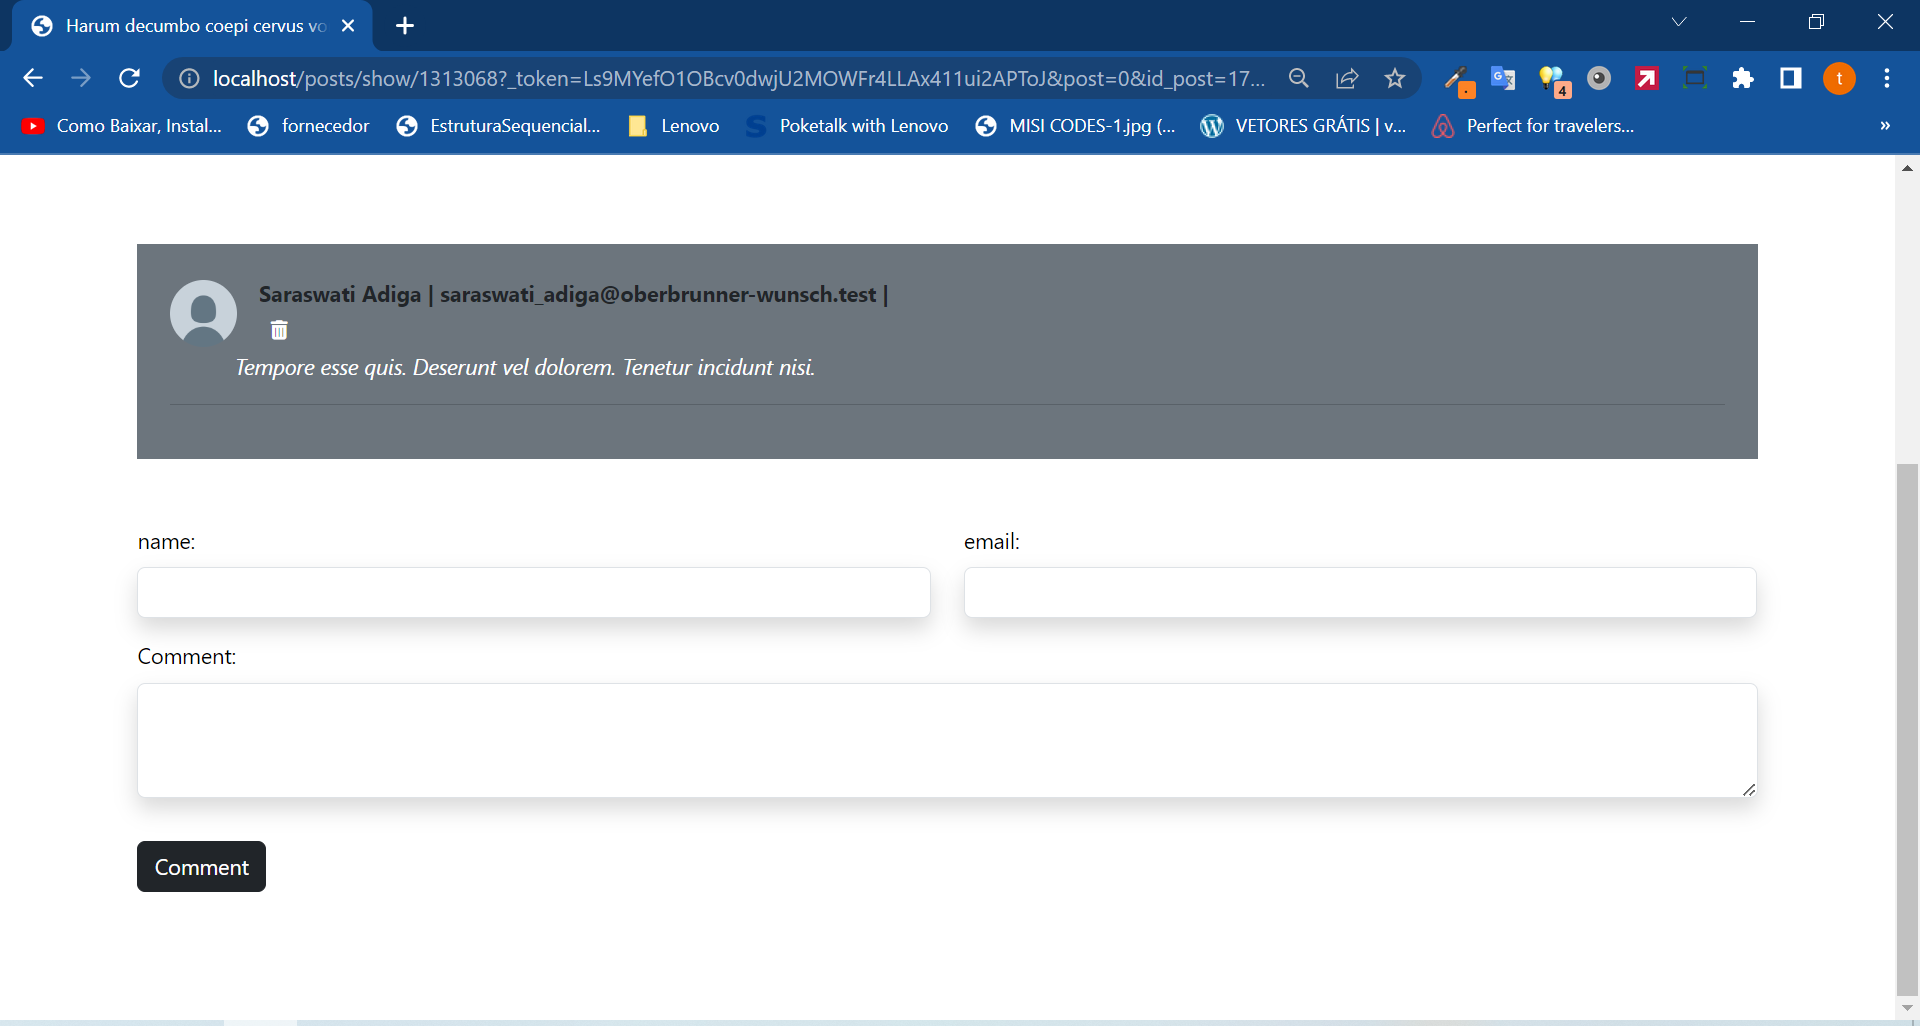 Harum decumbo coepi cervus vo
localhost/posts/show/1313068?_token=Ls9MYefO1OBcv0dwjU2MOWFr4LLAx411ui2APToJ&post=0&id_post=17...
4
t
Como Baixar, Instal...
fornecedor
EstruturaSequencial...
Lenovo
Poketalk with Lenovo
MISI CODES-1.jpg (...
VETORES GRÁTIS | v...
Perfect for travelers...
»
Saraswati Adiga | saraswati_adiga@oberbrunner-wunsch.test |
Tempore esse quis. Deserunt vel dolorem. Tenetur incidunt nisi.
name:
email:
Comment:
Comment